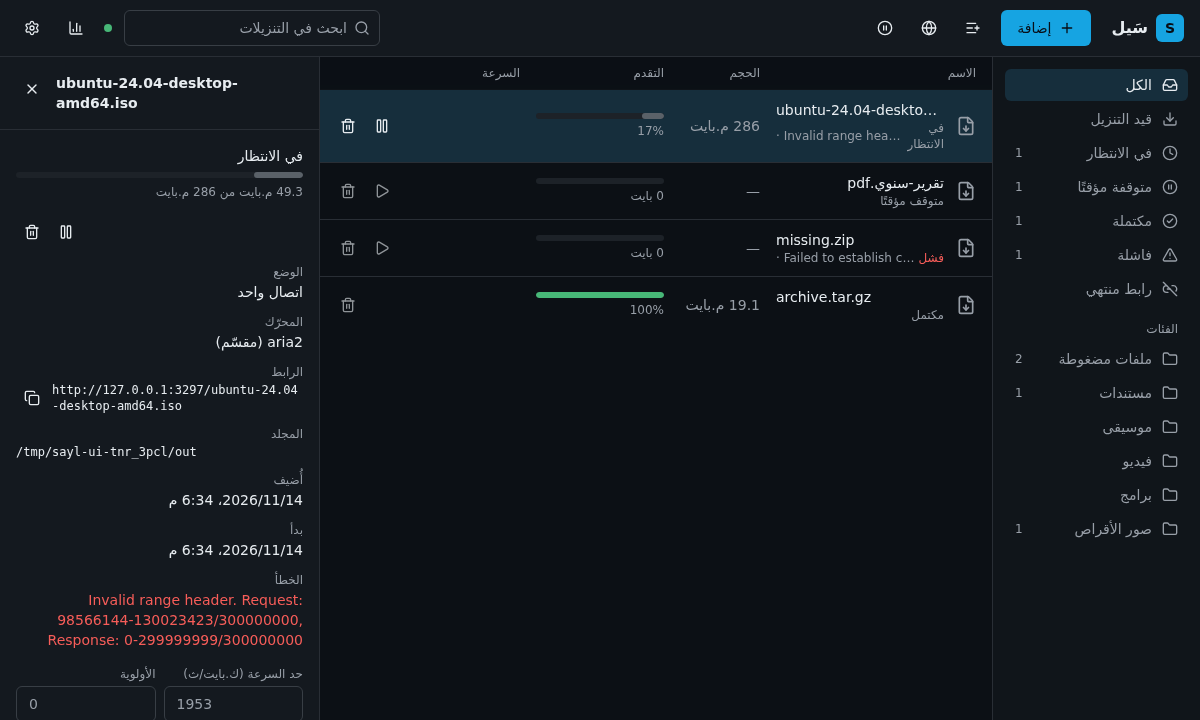 S
سَيل
إضافة
ابحث في التنزيلات
الكل
قيد التنزيل
في الانتظار
1
متوقفة مؤقتًا
1
مكتملة
1
فاشلة
1
رابط منتهي
الفئات
ملفات مضغوطة
2
مستندات
1
موسيقى
فيديو
برامج
صور الأقراص
1
الاسم
الحجم
التقدم
السرعة
ubuntu-24.04-deskto…
في الانتظار
· Invalid range hea…
286 م.بايت
17%
تقرير-سنوي.pdf
متوقف مؤقتًا
—
0 بايت
missing.zip
فشل
· Failed to establish c…
—
0 بايت
archive.tar.gz
مكتمل
19.1 م.بايت
100%
ubuntu-24.04-desktop-
amd64.iso
في الانتظار
49.3 م.بايت من 286 م.بايت
الوضع
اتصال واحد
المحرّك
aria2 (مقسّم)
الرابط
http://127.0.0.1:3297/ubuntu-24.04
-desktop-amd64.iso
المجلد
/tmp/sayl-ui-tnr_3pcl/out
أُضيف
2026/11/14، 6:34 م
بدأ
2026/11/14، 6:34 م
الخطأ
Invalid range header. Request:
98566144-130023423/300000000,
Response: 0-299999999/300000000
حد السرعة (ك.بايت/ث)
1953
الأولوية
0